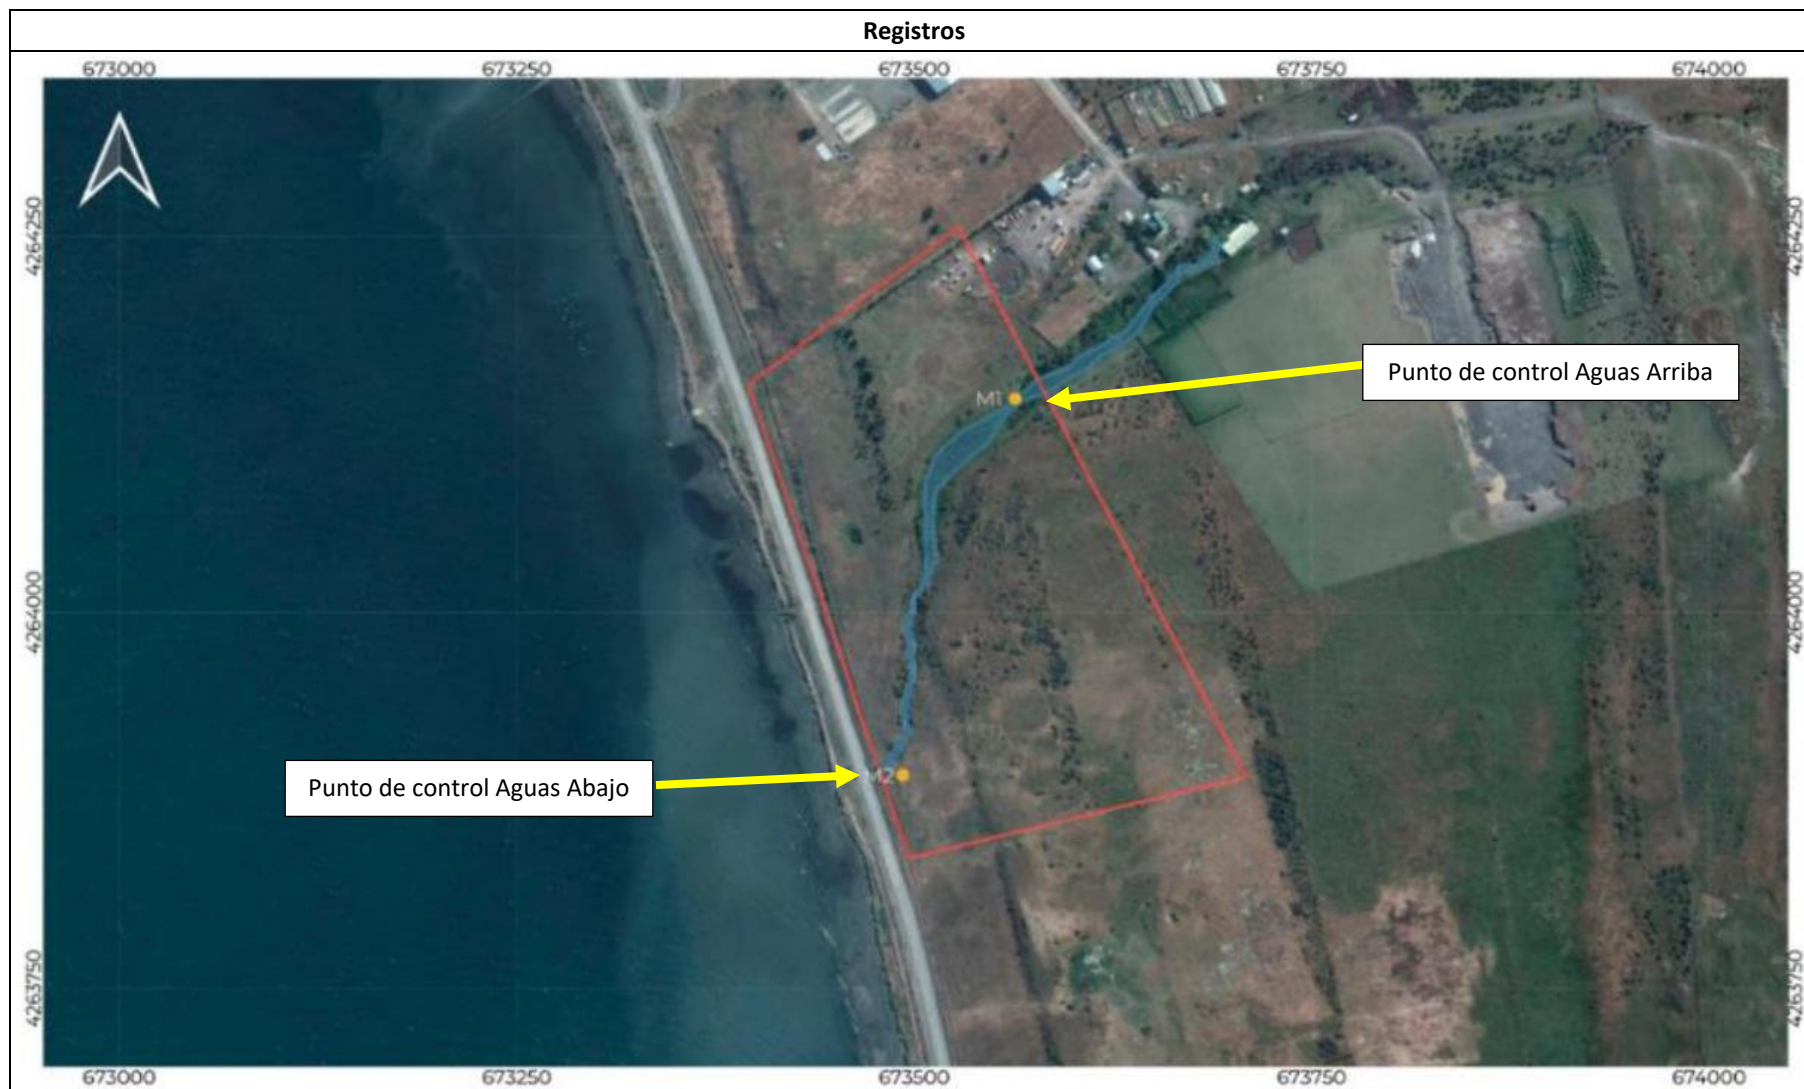 Registros
673000 673250 673500 673750 674000
4264250 4264250
Punto de control Aguas Arriba
M1
4264000 4264000
Punto de control Aguas Abajo
M2
4263750 4263750
673000 673250 673500 673750 674000